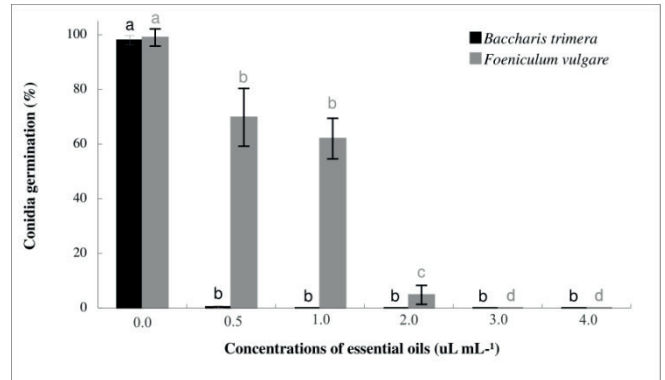 100
80
60
40
20
0
Conidia germination (%)
a a
Baccharis trimera
Foeniculum vulgare
b b
b b
b c
b d
b d
0.0 0.5 1.0 2.0 3.0 4.0
Concentrations of essential oils (uL mL-¹)